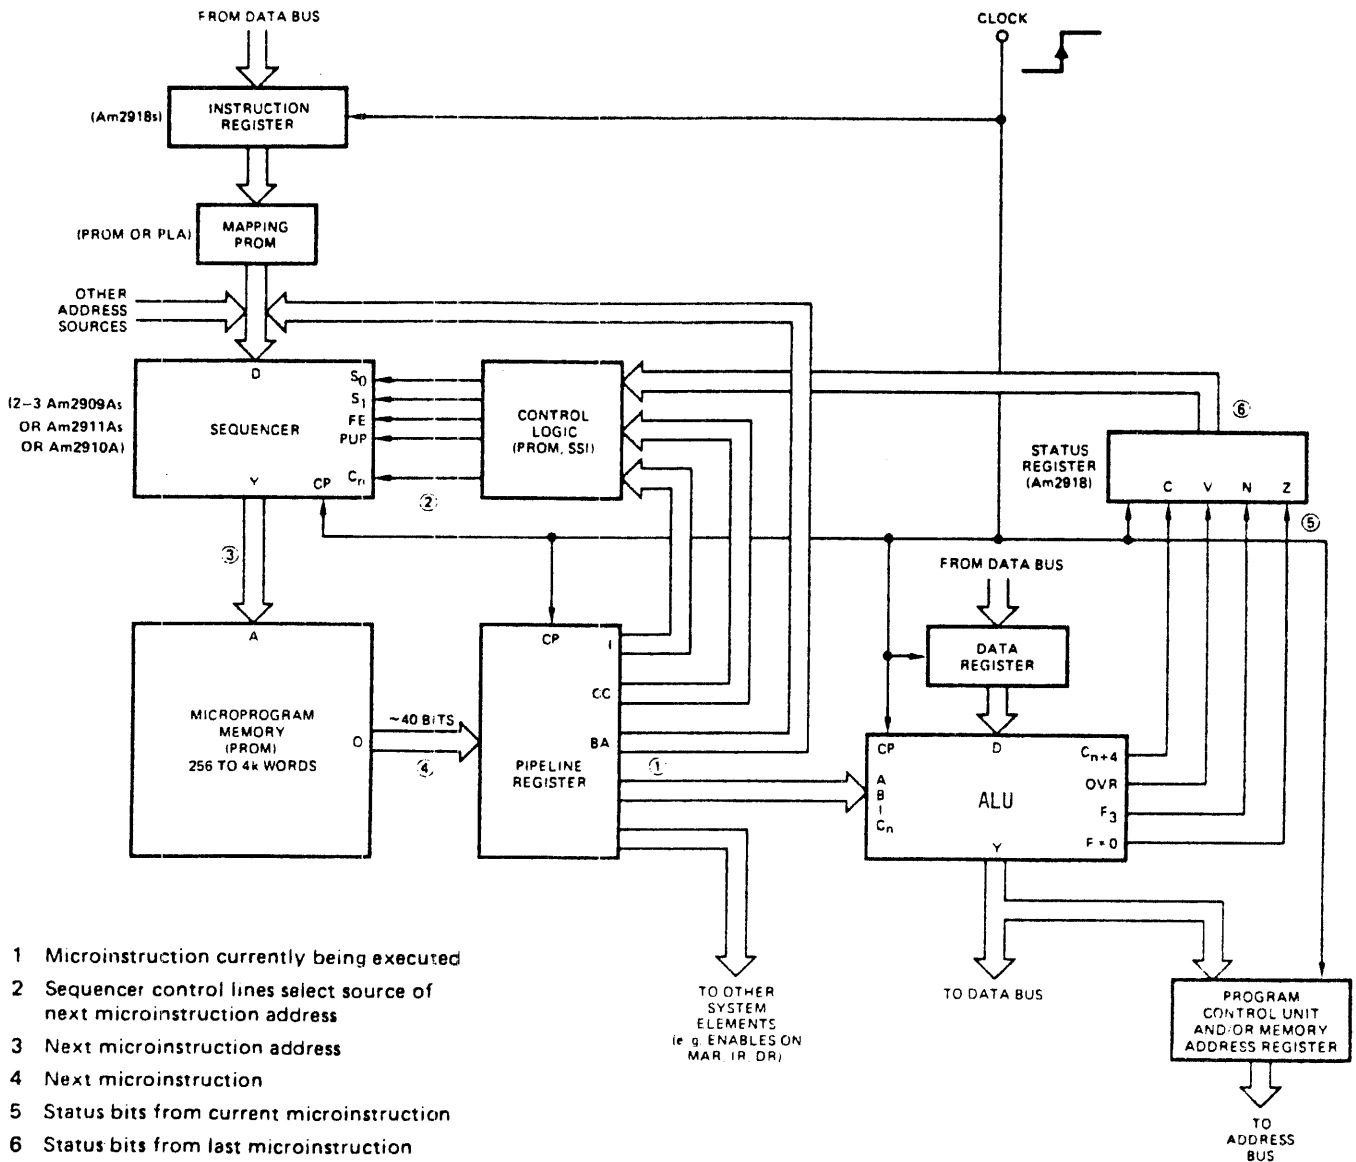 FROM DATA BUS
CLOCK
(Am2918s)
INSTRUCTION
REGISTER
(PROM OR PLA)
MAPPING
PROM
OTHER
ADDRESS
SOURCES
D
S0
S1
FE
PUP
Cn
SEQUENCER
Y
CP
(2-3 Am2909As
OR Am2911As
OR Am2910A)
CONTROL
LOGIC
(PROM, SSI)
②
⑥
STATUS
REGISTER
(Am2918)
C V N Z
⑤
③
FROM DATA BUS
A
MICROPROGRAM
MEMORY
(PROM)
256 TO 4k WORDS
O
~40 BITS
④
CP
I
CC
BA
PIPELINE
REGISTER
①
DATA
REGISTER
CP
D
Cn+4
A
B
I
Cn
ALU
OVR
F3
F = 0
Y
TO OTHER
SYSTEM
ELEMENTS
(e.g. ENABLES ON
MAR, IR, DR)
TO DATA BUS
PROGRAM
CONTROL UNIT
AND/OR MEMORY
ADDRESS REGISTER
TO
ADDRESS
BUS
1 Microinstruction currently being executed
2 Sequencer control lines select source of
next microinstruction address
3 Next microinstruction address
4 Next microinstruction
5 Status bits from current microinstruction
6 Status bits from last microinstruction